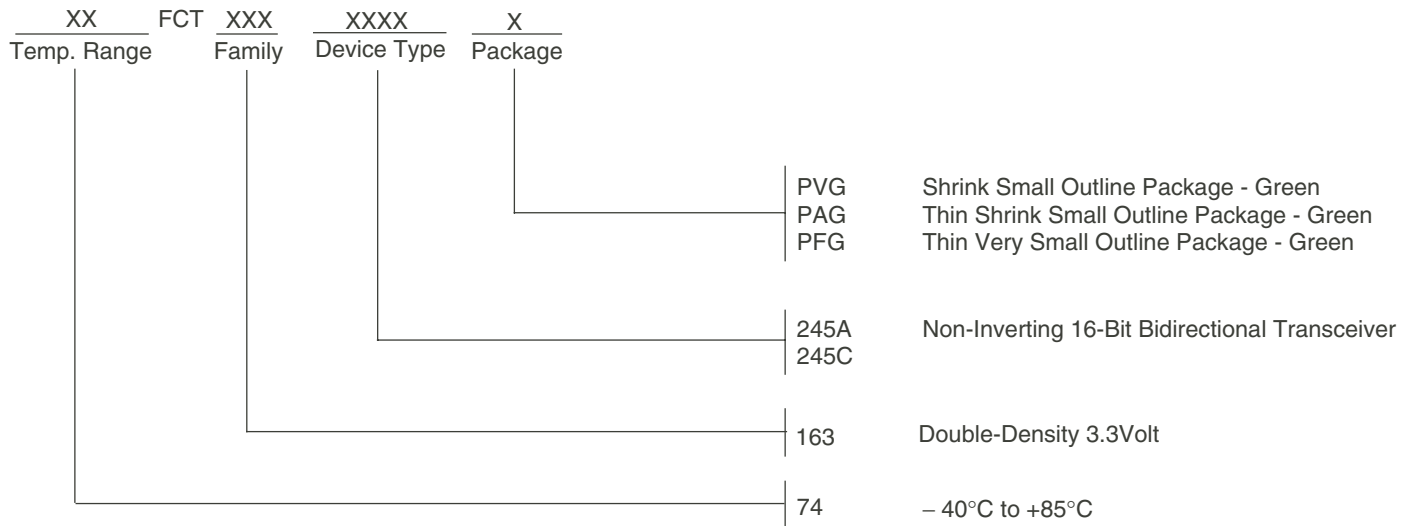 XX FCT XXX XXXX X
Temp. Range Family Device Type Package
PVG Shrink Small Outline Package - Green
PAG Thin Shrink Small Outline Package - Green
PFG Thin Very Small Outline Package - Green
245A Non-Inverting 16-Bit Bidirectional Transceiver
245C
163 Double-Density 3.3Volt
74 – 40°C to +85°C